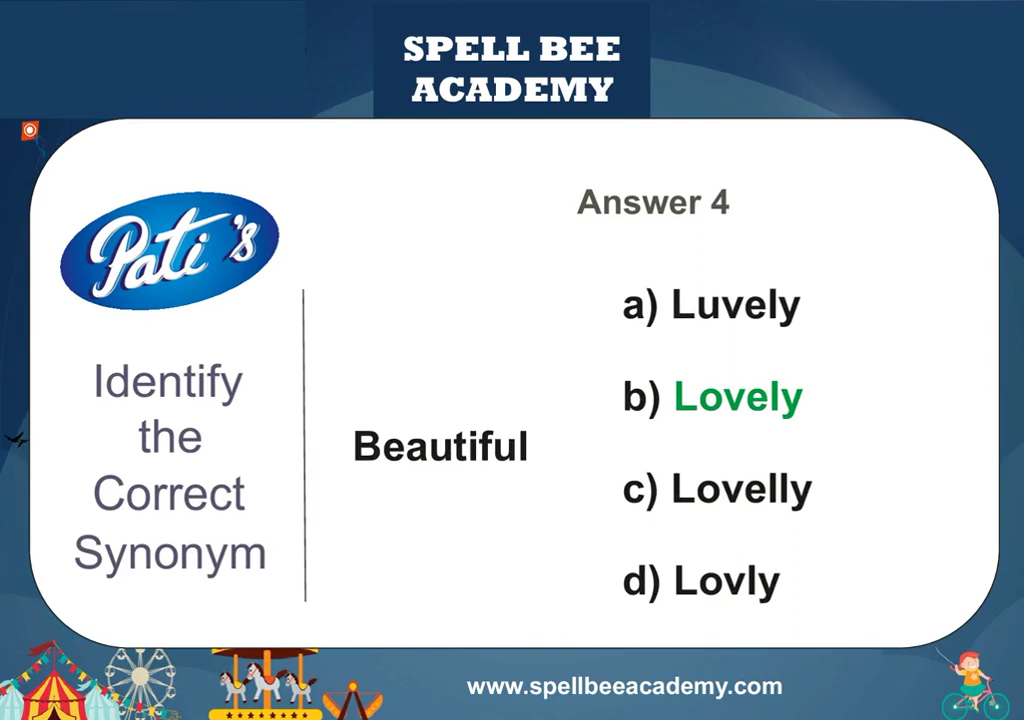 SPELL BEE
ACADEMY
Pati's
Answer 4
Identify
the
Correct
Synonym
Beautiful
a) Luvely
b) Lovely
c) Lovelly
d) Lovly
www.spellbeeacademy.com